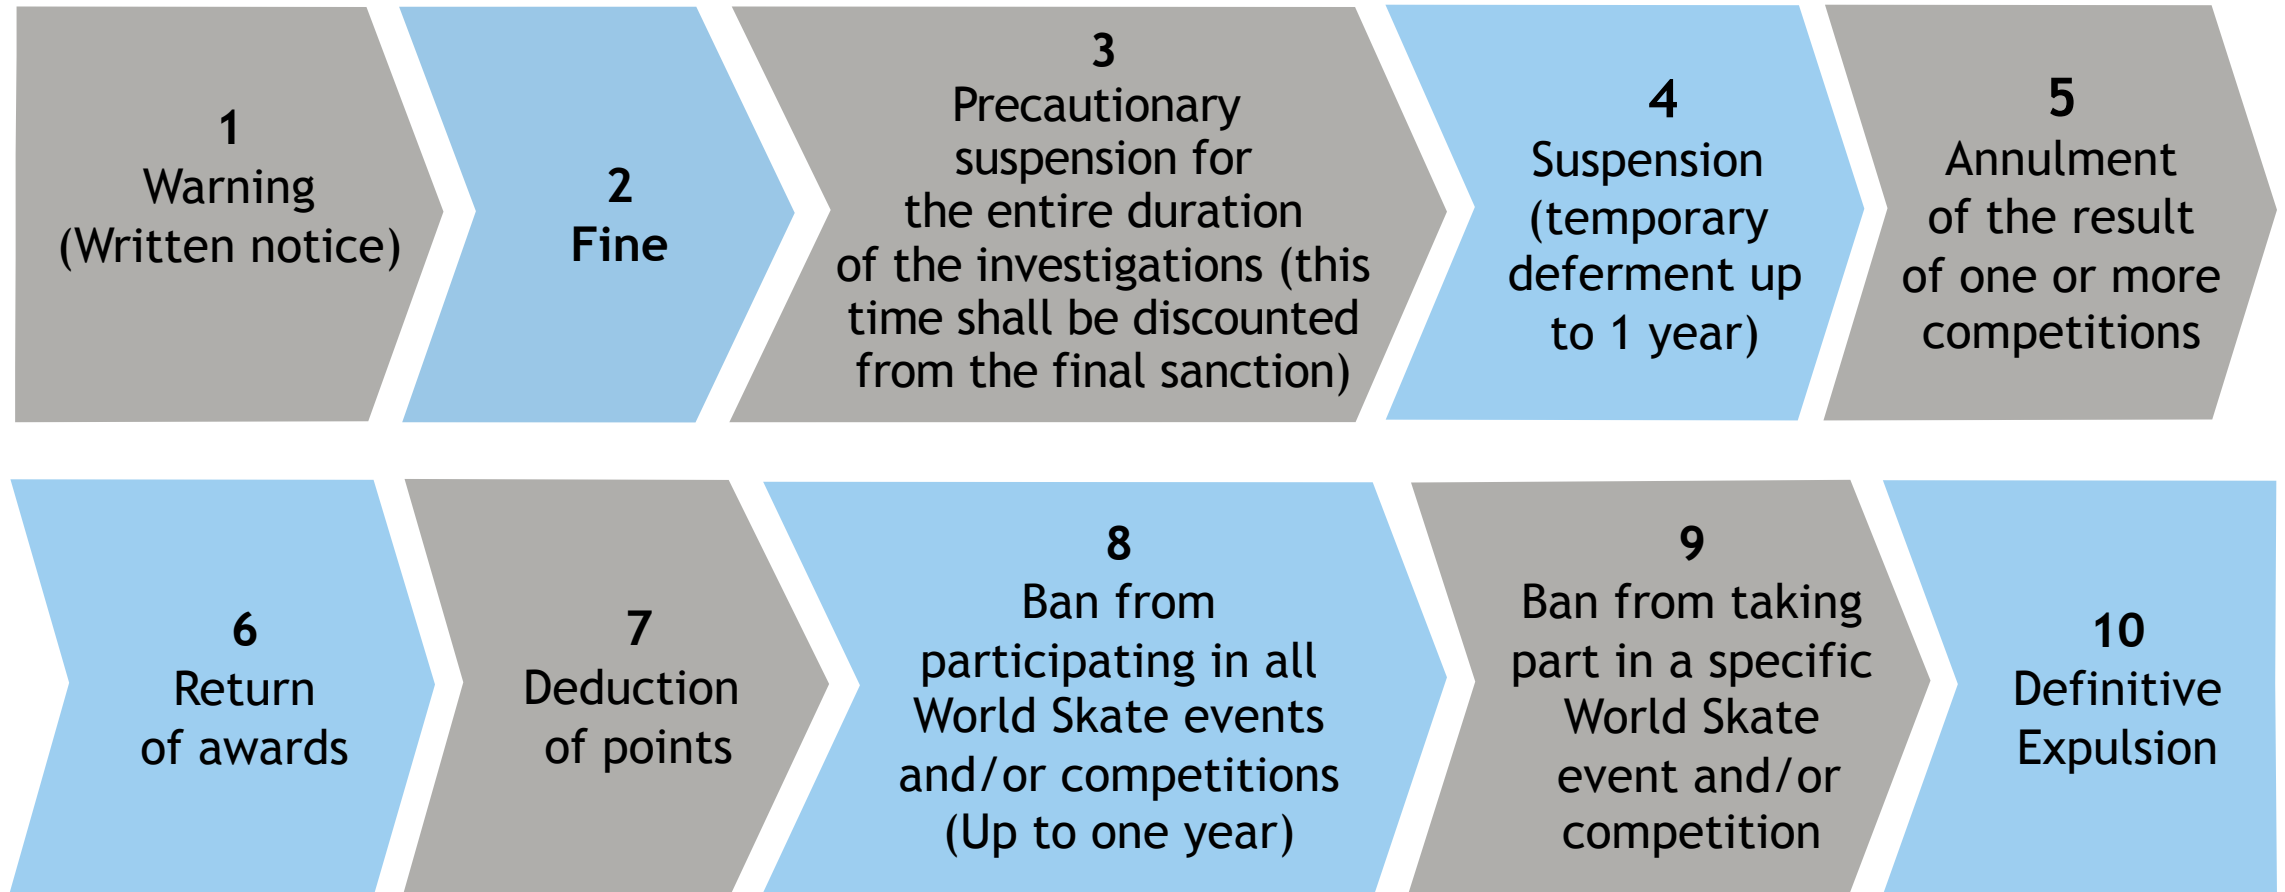 1
Warning
(Written notice)
2
Fine
3
Precautionary
suspension for
the entire duration
of the investigations (this
time shall be discounted
from the final sanction)
4
Suspension
(temporary
deferment up
to 1 year)
5
Annulment
of the result
of one or more
competitions
6
Return
of awards
7
Deduction
of points
8
Ban from
participating in all
World Skate events
and/or competitions
(Up to one year)
9
Ban from taking
part in a specific
World Skate
event and/or
competition
10
Definitive
Expulsion